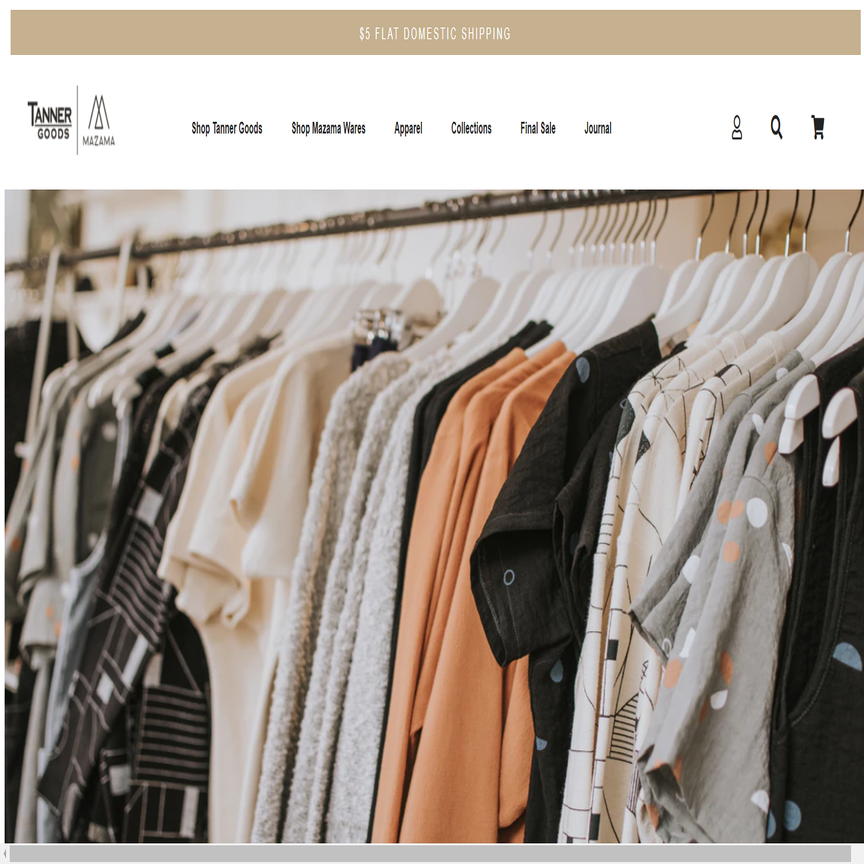 $5 FLAT DOMESTIC SHIPPING
TANNER GOODS
MAZAMA
Shop Tanner Goods
Shop Mazama Wares
Apparel
Collections
Final Sale
Journal